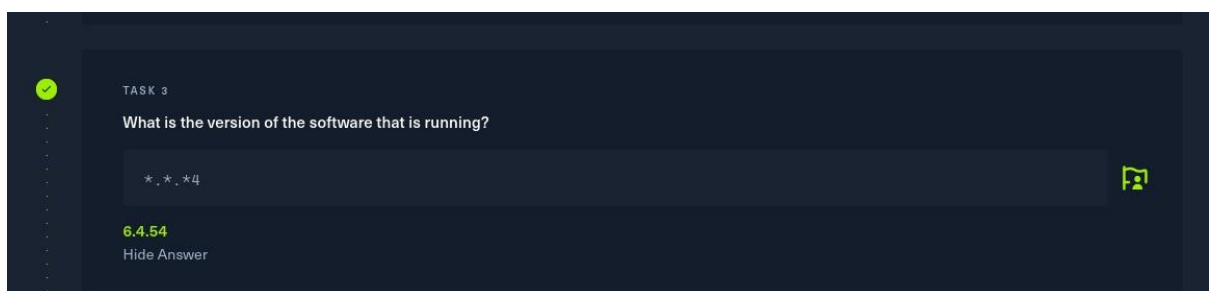 TASK 3
What is the version of the software that is running?
*.*.*4
6.4.54
Hide Answer